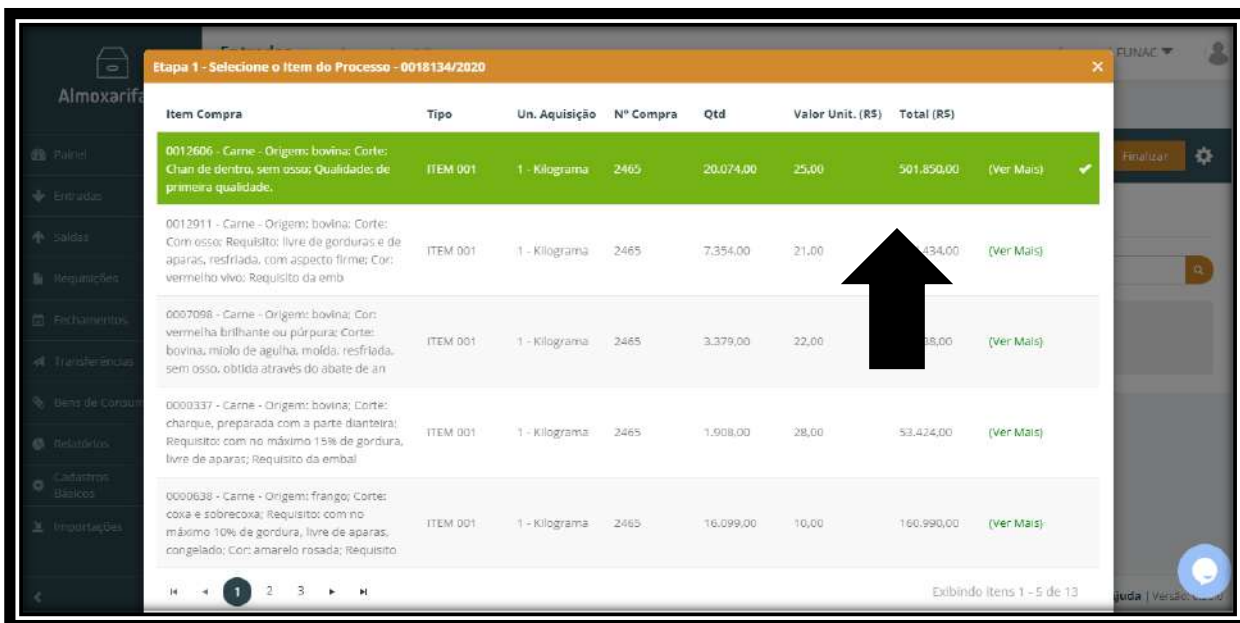 FUNAC
Etapa 1 - Selecione o Item do Processo - 0018134/2020
Almoxarifa
Item Compra Tipo Un. Aquisição Nº Compra Qtd Valor Unit. (R$) Total (R$)
Painel
Entradas
Saídas
Requisições
Fechamentos
Transferências
Bens de Consum
Relatórios
Cadastros
Básicos
Importações
Finalizar
0012606 - Carne - Origem: bovina; Corte:
Chan de dentro, sem osso; Qualidade: de
primeira qualidade.
ITEM 001 1 - Kilograma 2465 20.074,00 25,00 501.850,00 (Ver Mais)
0012911 - Carne - Origem: bovina; Corte:
Com osso; Requisito: livre de gorduras e de
aparas, resfriada, com aspecto firme; Cor:
vermelho vivo; Requisito da emb
ITEM 001 1 - Kilograma 2465 7.354,00 21,00 434,00 (Ver Mais)
0007098 - Carne - Origem: bovina; Cor:
vermelha brilhante ou púrpura; Corte:
bovina, miolo de agulha, moída, resfriada,
sem osso, obtida através do abate de an
ITEM 001 1 - Kilograma 2465 3.379,00 22,00 38,00 (Ver Mais)
0000337 - Carne - Origem: bovina; Corte:
charque, preparada com a parte dianteira;
Requisito: com no máximo 15% de gordura,
livre de aparas; Requisito da embal
ITEM 001 1 - Kilograma 2465 1.908,00 28,00 53.424,00 (Ver Mais)
0000638 - Carne - Origem: frango; Corte:
coxa e sobrecoxa; Requisito: com no
máximo 10% de gordura, livre de aparas,
congelado; Cor: amarelo rosada; Requisito
ITEM 001 1 - Kilograma 2465 16.099,00 10,00 160.990,00 (Ver Mais)
1 2 3
Exibindo itens 1 - 5 de 13
juda | Versão: